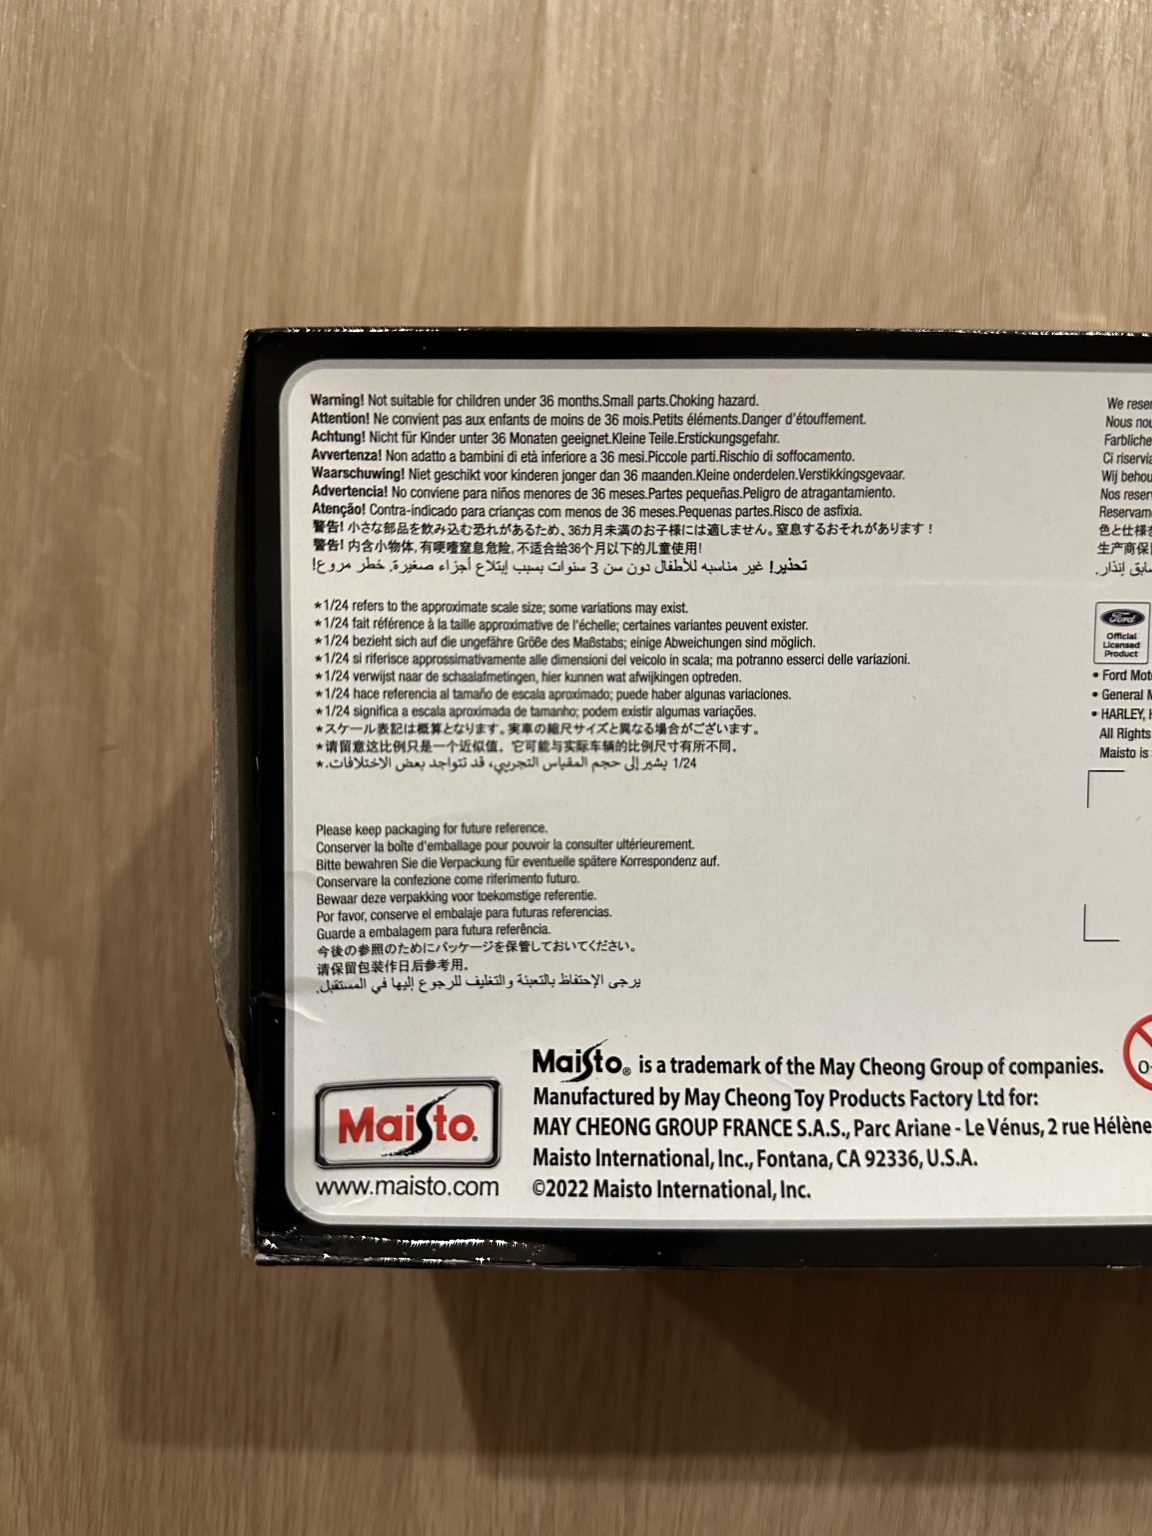 Warning! Not suitable for children under 36 months.Small parts.Choking hazard.
Attention! Ne convient pas aux enfants de moins de 36 mois.Petits éléments.Danger d'étouffement.
Achtung! Nicht für Kinder unter 36 Monaten geeignet.Kleine Teile.Erstickungsgefahr.
Avvertenza! Non adatto a bambini di età inferiore a 36 mesi.Piccole parti.Rischio di soffocamento.
Waarschuwing! Niet geschikt voor kinderen jonger dan 36 maanden.Kleine onderdelen.Verstikkingsgevaar.
Advertencia! No conviene para niños menores de 36 meses.Partes pequeñas.Peligro de atragantamiento.
Atenção! Contra-indicado para crianças com menos de 36 meses.Pequenas partes.Risco de asfixia.
警告! 小さな部品を飲み込む恐れがあるため、36カ月未満のお子様には適しません。窒息するおそれがあります！
警告! 内含小物体,有哽噎窒息危险,不适合给36个月以下的儿童使用!
تحذير! غير مناسبه للأطفال دون سن 3 سنوات بسبب إبتلاع أجزاء صغيرة. خطر مروع!
*1/24 refers to the approximate scale size; some variations may exist.
*1/24 fait référence à la taille approximative de l'échelle; certaines variantes peuvent exister.
*1/24 bezieht sich auf die ungefähre Größe des Maßstabs; einige Abweichungen sind möglich.
*1/24 si riferisce approssimativamente alle dimensioni del veicolo in scala; ma potranno esserci delle variazioni.
*1/24 verwijst naar de schaalafmetingen, hier kunnen wat afwijkingen optreden.
*1/24 hace referencia al tamaño de escala aproximado; puede haber algunas variaciones.
*1/24 significa a escala aproximada de tamanho; podem existir algumas variações.
*スケール表記は概算となります。実車の縮尺サイズと異なる場合がございます。
*请留意这比例只是一个近似值，它可能与实际车辆的比例尺寸有所不同.
1/24 يشير إلى حجم المقياس التجريبي، قد تتواجد بعض الاختلافات.*
Please keep packaging for future reference.
Conserver la boîte d'emballage pour pouvoir la consulter ultérieurement.
Bitte bewahren Sie die Verpackung für eventuelle spätere Korrespondenz auf.
Conservare la confezione come riferimento futuro.
Bewaar deze verpakking voor toekomstige referentie.
Por favor, conserve el embalaje para futuras referencias.
Guarde a embalagem para futura referência.
今後の参照のためにパッケージを保管しておいてください。
请保留包装作日后参考用.
يرجى الإحتفاظ بالتعبئة والتغليف للرجوع إليها في المستقبل.
Maisto
www.maisto.com
Maisto® is a trademark of the May Cheong Group of companies.
Manufactured by May Cheong Toy Products Factory Ltd for:
MAY CHEONG GROUP FRANCE S.A.S., Parc Ariane - Le Vénus, 2 rue Hélène
Maisto International, Inc., Fontana, CA 92336, U.S.A.
©2022 Maisto International, Inc.
We
Nous
Farbliche
Ci
Wij
Nos
色と仕様
生产商保
إنذار.
Ford
Official
Licensed
Product
• Ford
• General
• HARLEY,
All Rights
Maisto is